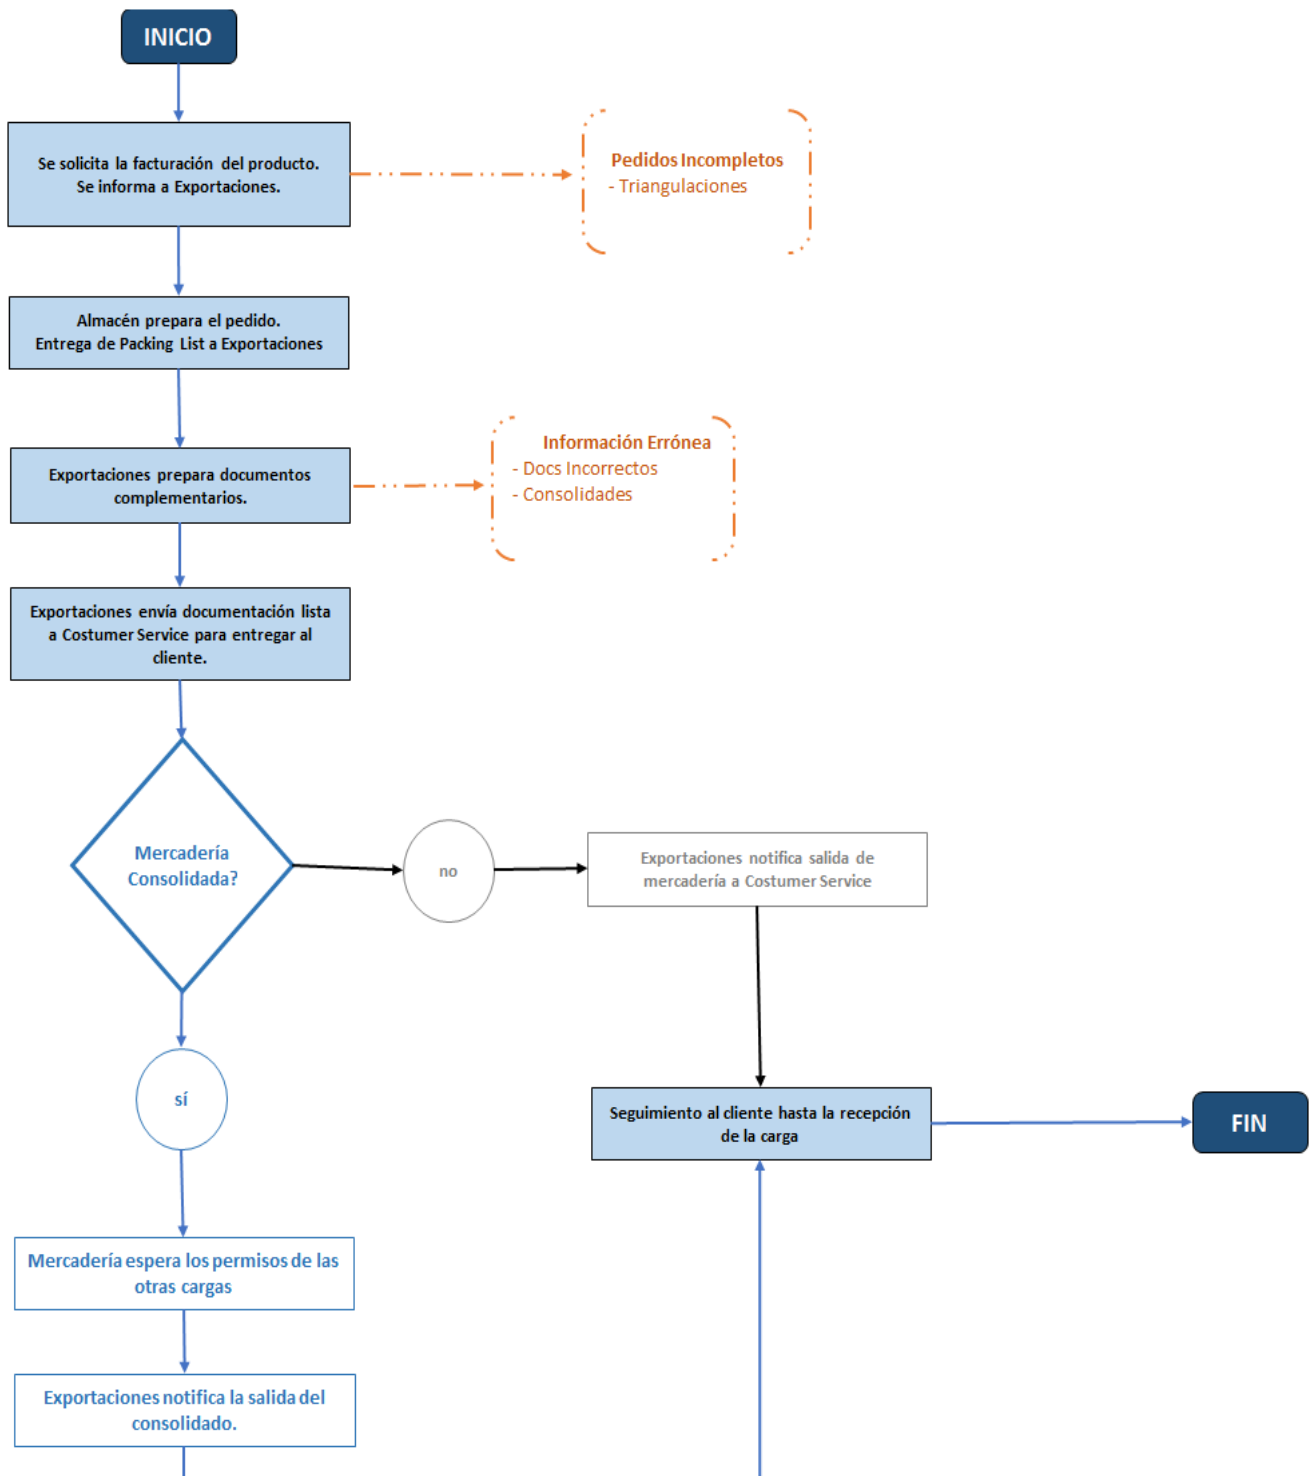 INICIO
Se solicita la facturación del producto.
Se informa a Exportaciones.
Pedidos Incompletos
- Triangulaciones
Almacén prepara el pedido.
Entrega de Packing List a Exportaciones
Información Errónea
- Docs Incorrectos
- Consolidades
Exportaciones prepara documentos
complementarios.
Exportaciones envía documentación lista
a Costumer Service para entregar al
cliente.
Mercadería
Consolidada?
no
Exportaciones notifica salida de
mercadería a Costumer Service
sí
Seguimiento al cliente hasta la recepción
de la carga
FIN
Mercadería espera los permisos de las
otras cargas
Exportaciones notifica la salida del
consolidado.